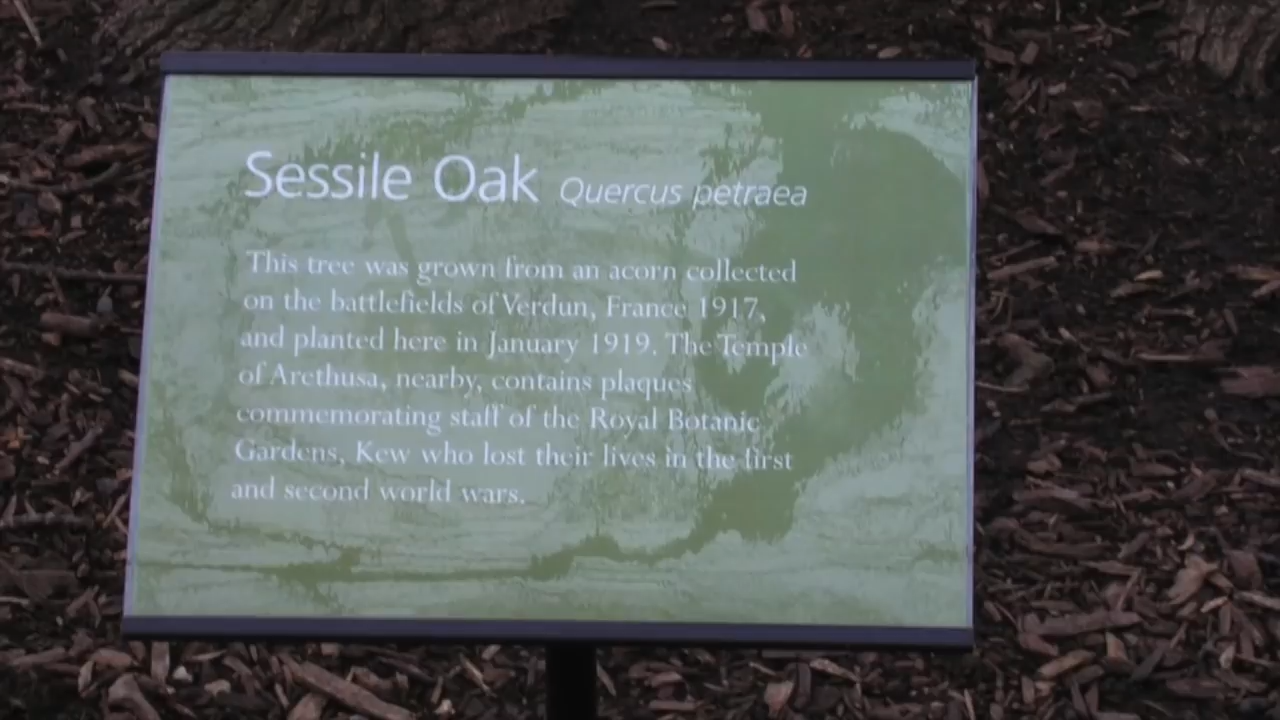 Sessile Oak Quercus petraea
This tree was grown from an acorn collected
on the battlefields of Verdun, France 1917,
and planted here in January 1919. The Temple
of Arethusa, nearby, contains plaques
commemorating staff of the Royal Botanic
Gardens, Kew who lost their lives in the first
and second world wars.